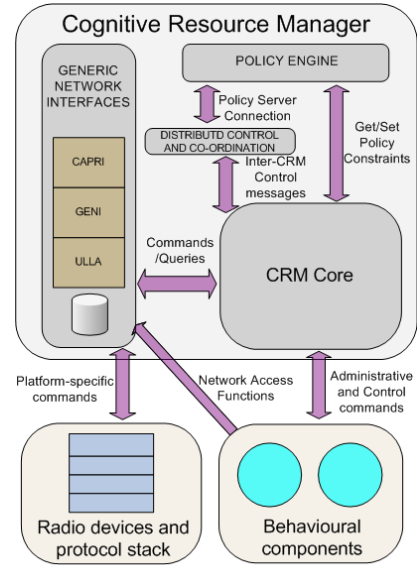 Cognitive Resource Manager
GENERIC
NETWORK
INTERFACES
POLICY ENGINE
Policy Server
Connection
DISTRIBUTD CONTROL
AND CO-ORDINATION
Get/Set
Policy
Constraints
CAPRI
Inter-CRM
Control
messages
GENI
ULLA
Commands
/Queries
CRM Core
Platform-specific
commands
Network Access
Functions
Administrative
and Control
commands
Radio devices and
protocol stack
Behavioural
components